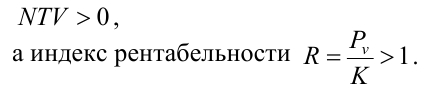 NTV > 0,
а индекс рентабельности R = P_v / K > 1.